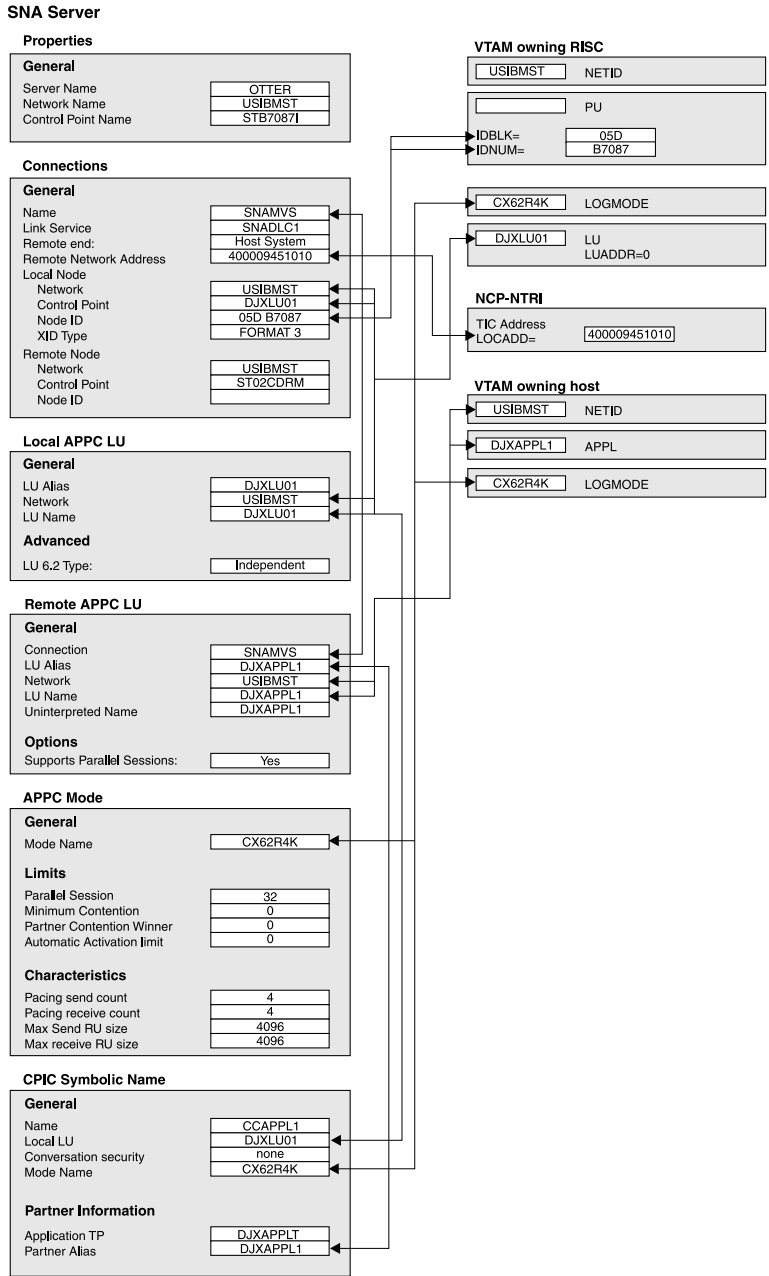 SNA Server
Properties
General
Server Name OTTER
Network Name USIBMST
Control Point Name STB7087I
Connections
General
Name SNAMVS
Link Service SNADLC1
Remote end: Host System
Remote Network Address 400009451010
Local Node
Network USIBMST
Control Point DJXLU01
Node ID 05D B7087
XID Type FORMAT 3
Remote Node
Network USIBMST
Control Point ST02CDRM
Node ID
Local APPC LU
General
LU Alias DJXLU01
Network USIBMST
LU Name DJXLU01
Advanced
LU 6.2 Type: Independent
Remote APPC LU
General
Connection SNAMVS
LU Alias DJXAPPL1
Network USIBMST
LU Name DJXAPPL1
Uninterpreted Name DJXAPPL1
Options
Supports Parallel Sessions: Yes
APPC Mode
General
Mode Name CX62R4K
Limits
Parallel Session 32
Minimum Contention 0
Partner Contention Winner 0
Automatic Activation limit 0
Characteristics
Pacing send count 4
Pacing receive count 4
Max Send RU size 4096
Max receive RU size 4096
CPIC Symbolic Name
General
Name CCAPPL1
Local LU DJXLU01
Conversation security none
Mode Name CX62R4K
Partner Information
Application TP DJXAPPLT
Partner Alias DJXAPPL1
VTAM owning RISC
USIBMST NETID
PU
IDBLK= 05D
IDNUM= B7087
CX62R4K LOGMODE
DJXLU01 LU
LUADDR=0
NCP-NTRI
TIC Address
LOCADD= 400009451010
VTAM owning host
USIBMST NETID
DJXAPPL1 APPL
CX62R4K LOGMODE